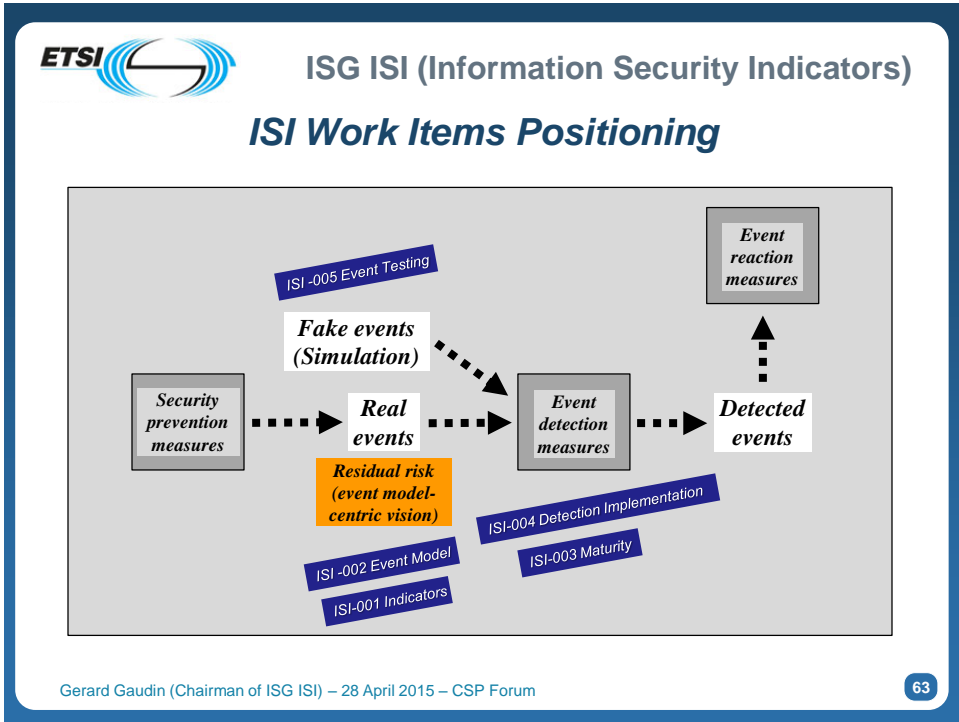 ETSI
ISG ISI (Information Security Indicators)
ISI Work Items Positioning
Event
reaction
measures
ISI -005 Event Testing
Fake events
(Simulation)
Security
prevention
measures
Real
events
Event
detection
measures
Detected
events
Residual risk
(event model-
centric vision)
ISI-004 Detection Implementation
ISI-003 Maturity
ISI -002 Event Model
ISI-001 Indicators
Gerard Gaudin (Chairman of ISG ISI) – 28 April 2015 – CSP Forum
63